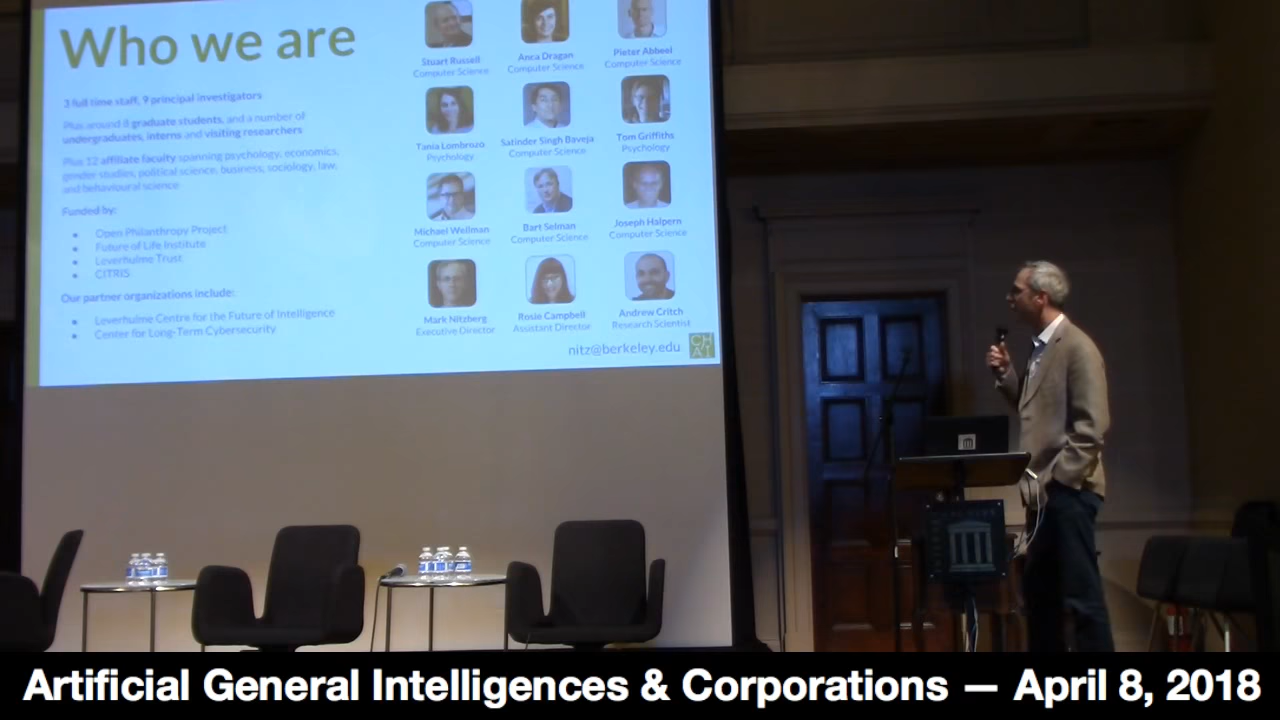 Who we are
3 full time staff, 9 principal investigators
Plus around 8 graduate students, and a number of
undergraduates, interns and visiting researchers
Plus 12 affiliate faculty spanning psychology, economics,
gender studies, political science, business, sociology, law,
and behavioural science
Funded by:
Open Philanthropy Project
Future of Life Institute
Leverhulme Trust
CITRIS
Our partner organizations include:
Leverhulme Centre for the Future of Intelligence
Center for Long-Term Cybersecurity
Stuart Russell
Computer Science
Anca Dragan
Computer Science
Pieter Abbeel
Computer Science
Tania Lombrozo
Psychology
Satinder Singh Baveja
Computer Science
Tom Griffiths
Psychology
Michael Wellman
Computer Science
Bart Selman
Computer Science
Joseph Halpern
Computer Science
Mark Nitzberg
Executive Director
Rosie Campbell
Assistant Director
Andrew Critch
Research Scientist
nitz@berkeley.edu
CH
AI
Artificial General Intelligences & Corporations — April 8, 2018